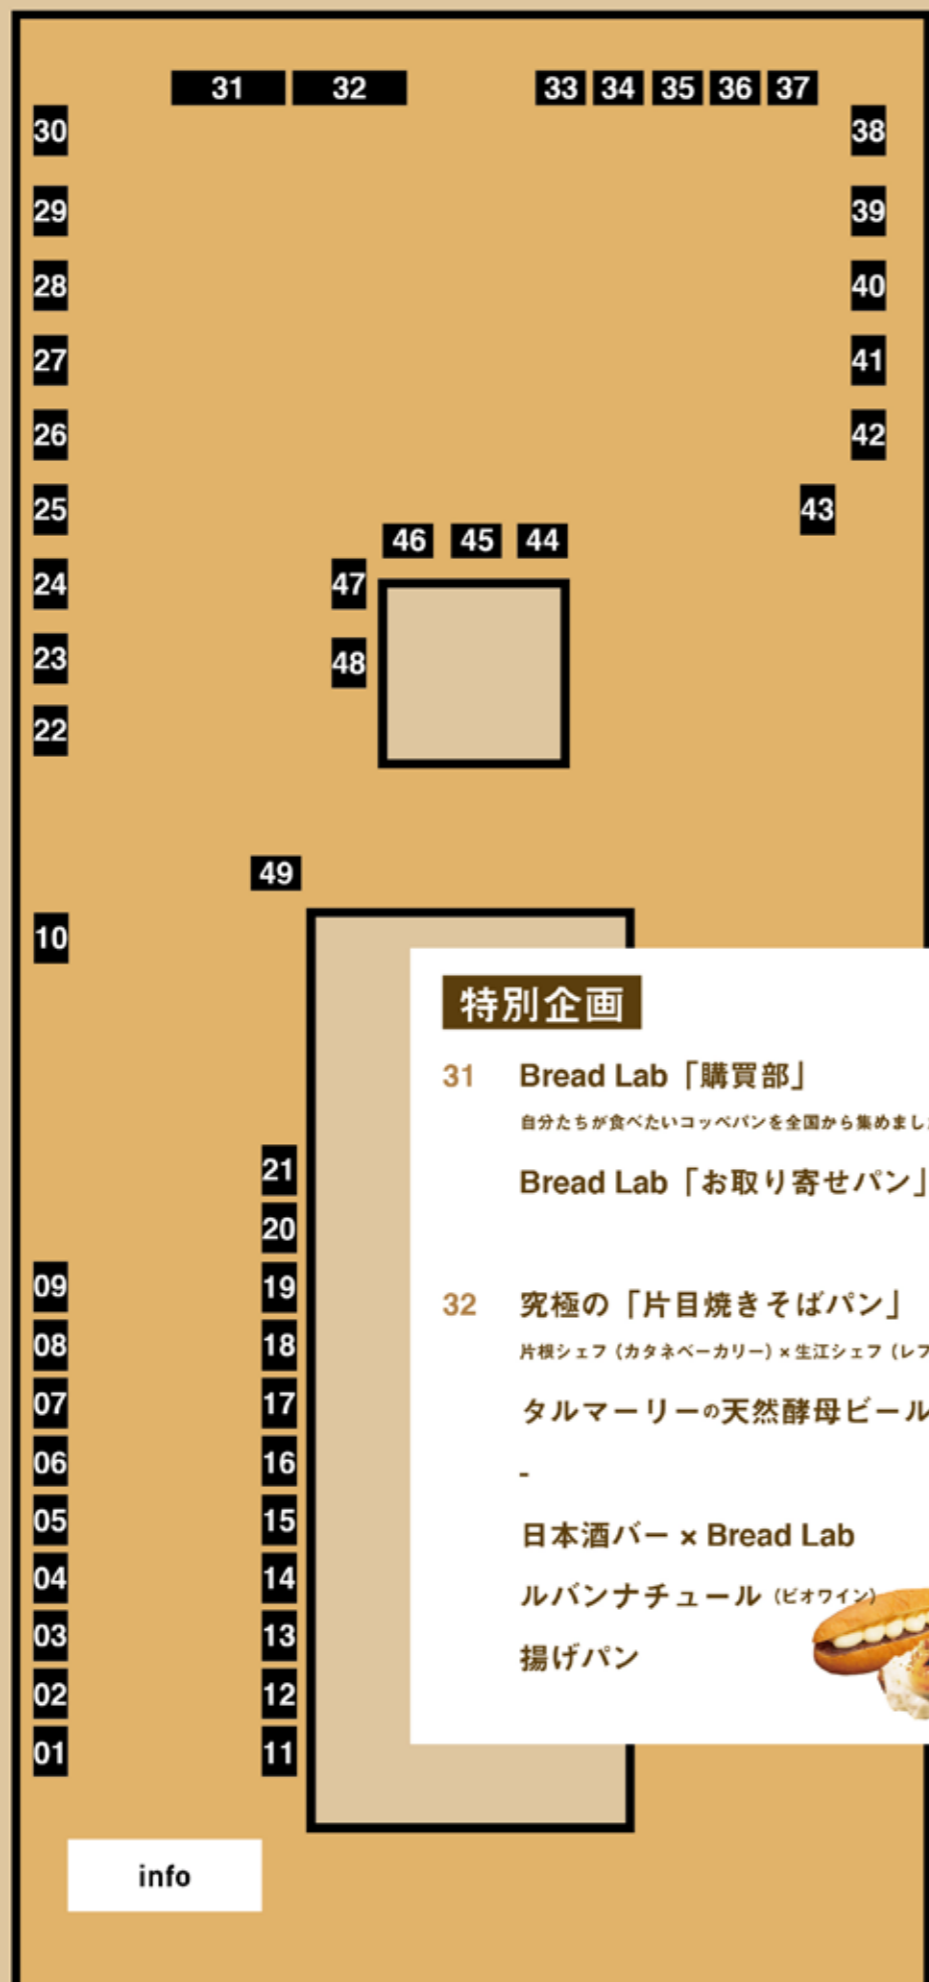 31 32 33 34 35 36 37
30 38
29 39
28 40
27 41
26 42
25 43
46 45 44
24 47
23 48
22
49
10
特別企画
31 Bread Lab「購買部」
自分たちが食べたいコッペパンを全国から集めまし
Bread Lab「お取り寄せパン」
21
20
09 19
32 究極の「片目焼きそばパン」
08 18
片根シェフ（カタネベーカリー）× 生江シェフ（レフ
07 17
タルマーリーの天然酵母ビール
06 16
-
05 15
日本酒バー × Bread Lab
04 14
ルバンナチュール（ビオワイン）
03 13
揚げパン
02 12
01 11
info